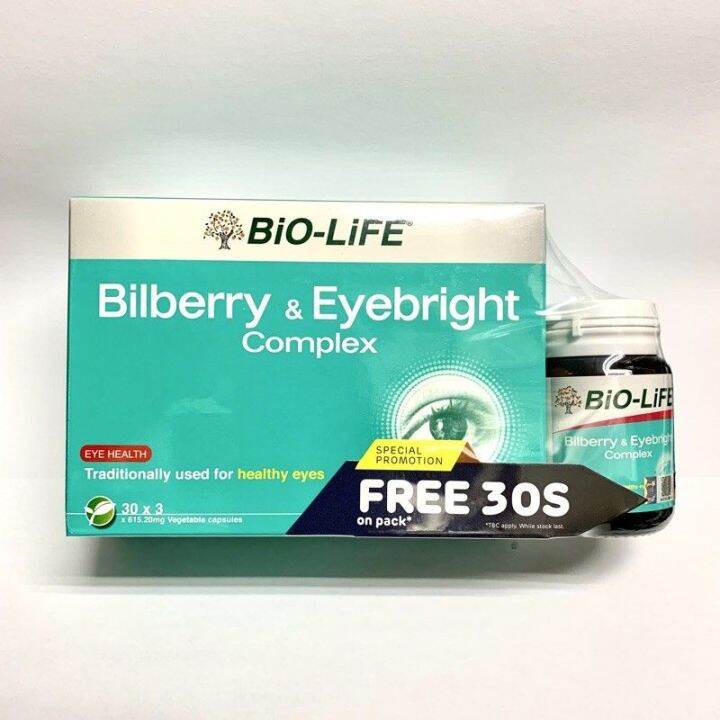 BiO-LiFE®
Bilberry & Eyebright
Complex
EYE HEALTH
Traditionally used for healthy eyes
30 x 3
x 615.20mg Vegetable capsules
SPECIAL
PROMOTION
FREE 30S
on pack*
*T&C apply. While stock last.
BiO-LiFE
Bilberry & Eyebright
Complex